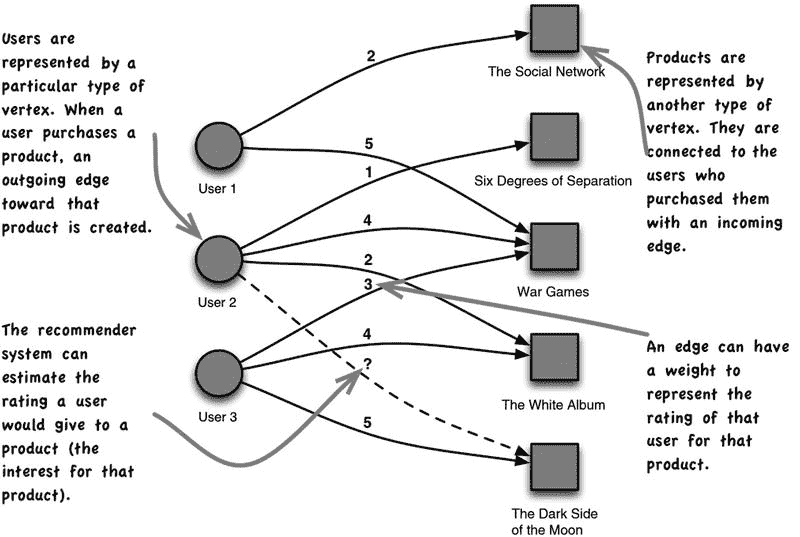 Users are
represented by a
particular type of
vertex. When a
user purchases a
product, an
outgoing edge
toward that
product is created.
The recommender
system can
estimate the
rating a user
would give to a
product (the
interest for that
product).
User 1
User 2
User 3
2
5
1
4
2
3
4
?
5
The Social Network
Six Degrees of Separation
War Games
The White Album
The Dark Side
of the Moon
Products are
represented by
another type of
vertex. They are
connected to the
users who
purchased them
with an incoming
edge.
An edge can have
a weight to
represent the
rating of that
user for that
product.